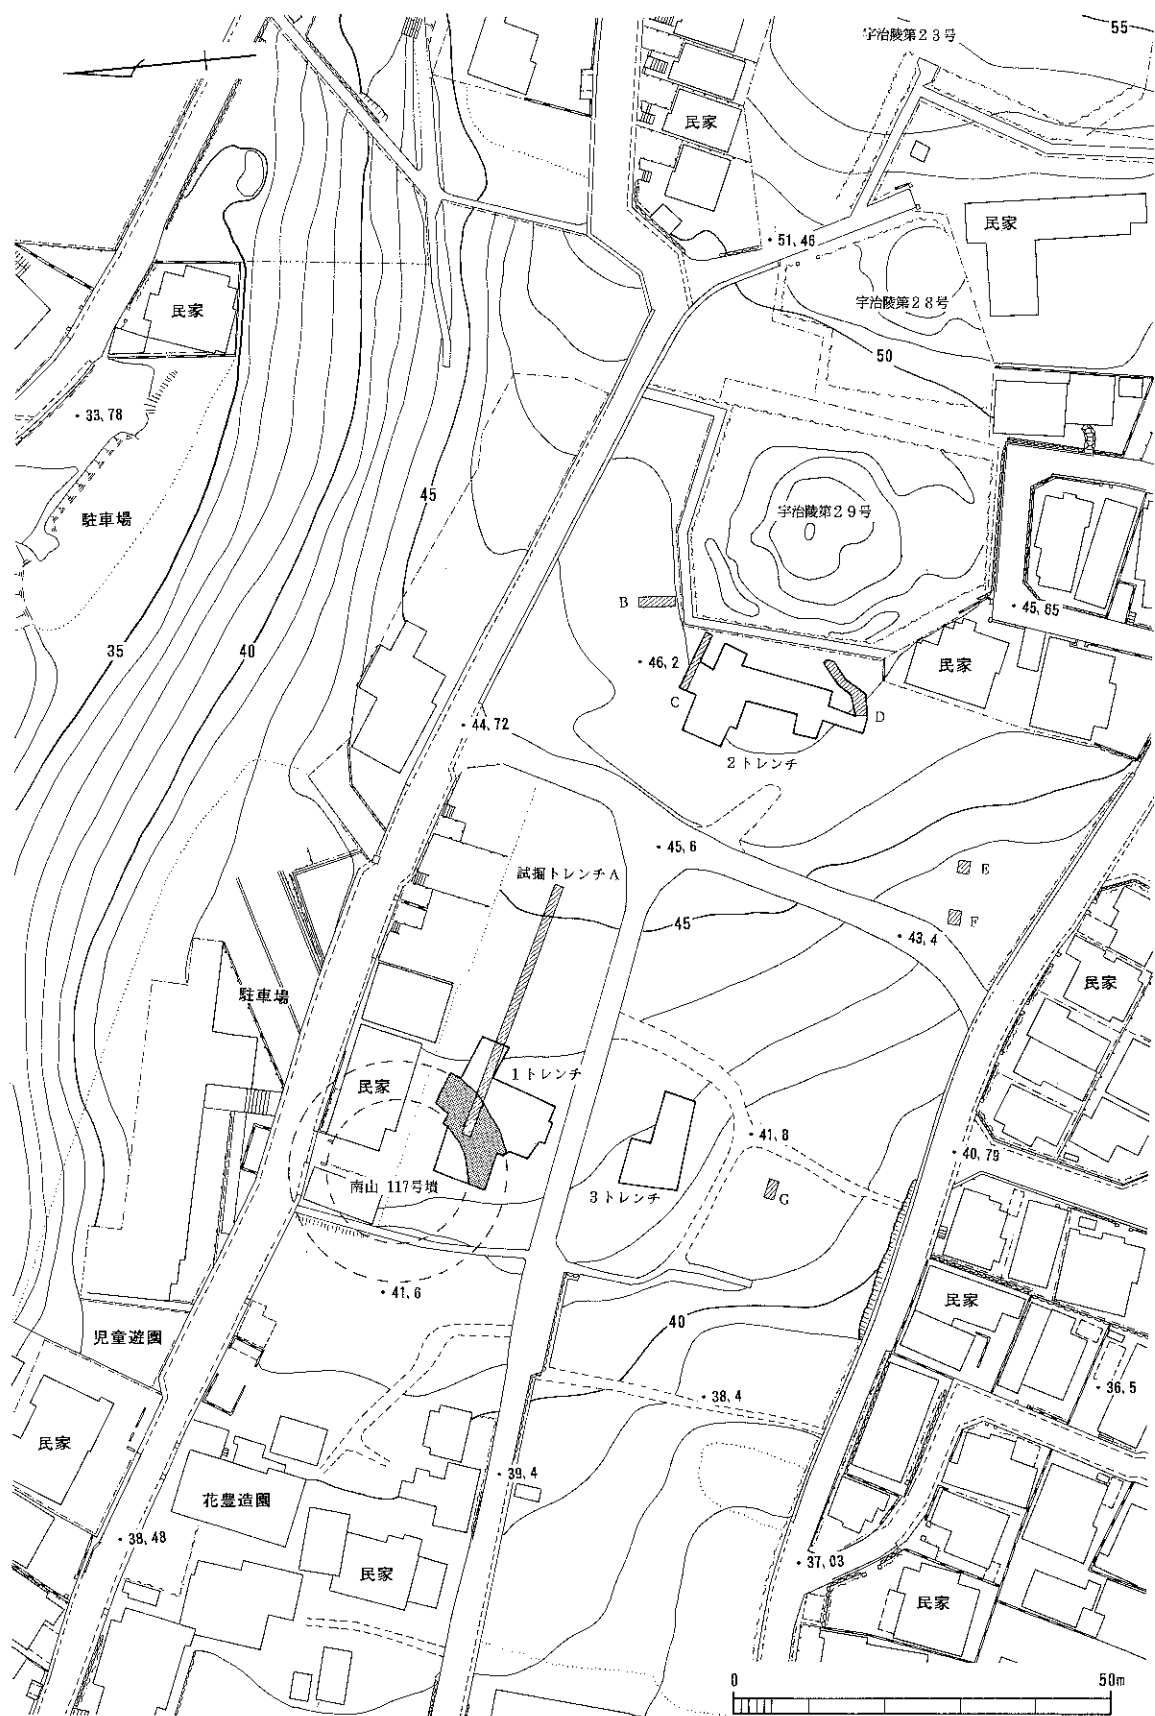 宇治陵第23号
55
民家
民家
51,46
宇治陵第28号
民家
50
33,78
45
駐車場
宇治陵第29号
B
45,65
35
40
46,2
民家
C
D
44,72
2トレンチ
45,6
E
試掘トレンチA
45
F
43,4
民家
駐車場
1トレンチ
民家
41,8
40,79
南山 117号墳
3トレンチ
G
41,6
民家
児童遊園
40
38,4
36,5
民家
39,4
花豊造園
38,48
37,03
民家
民家
0
50m